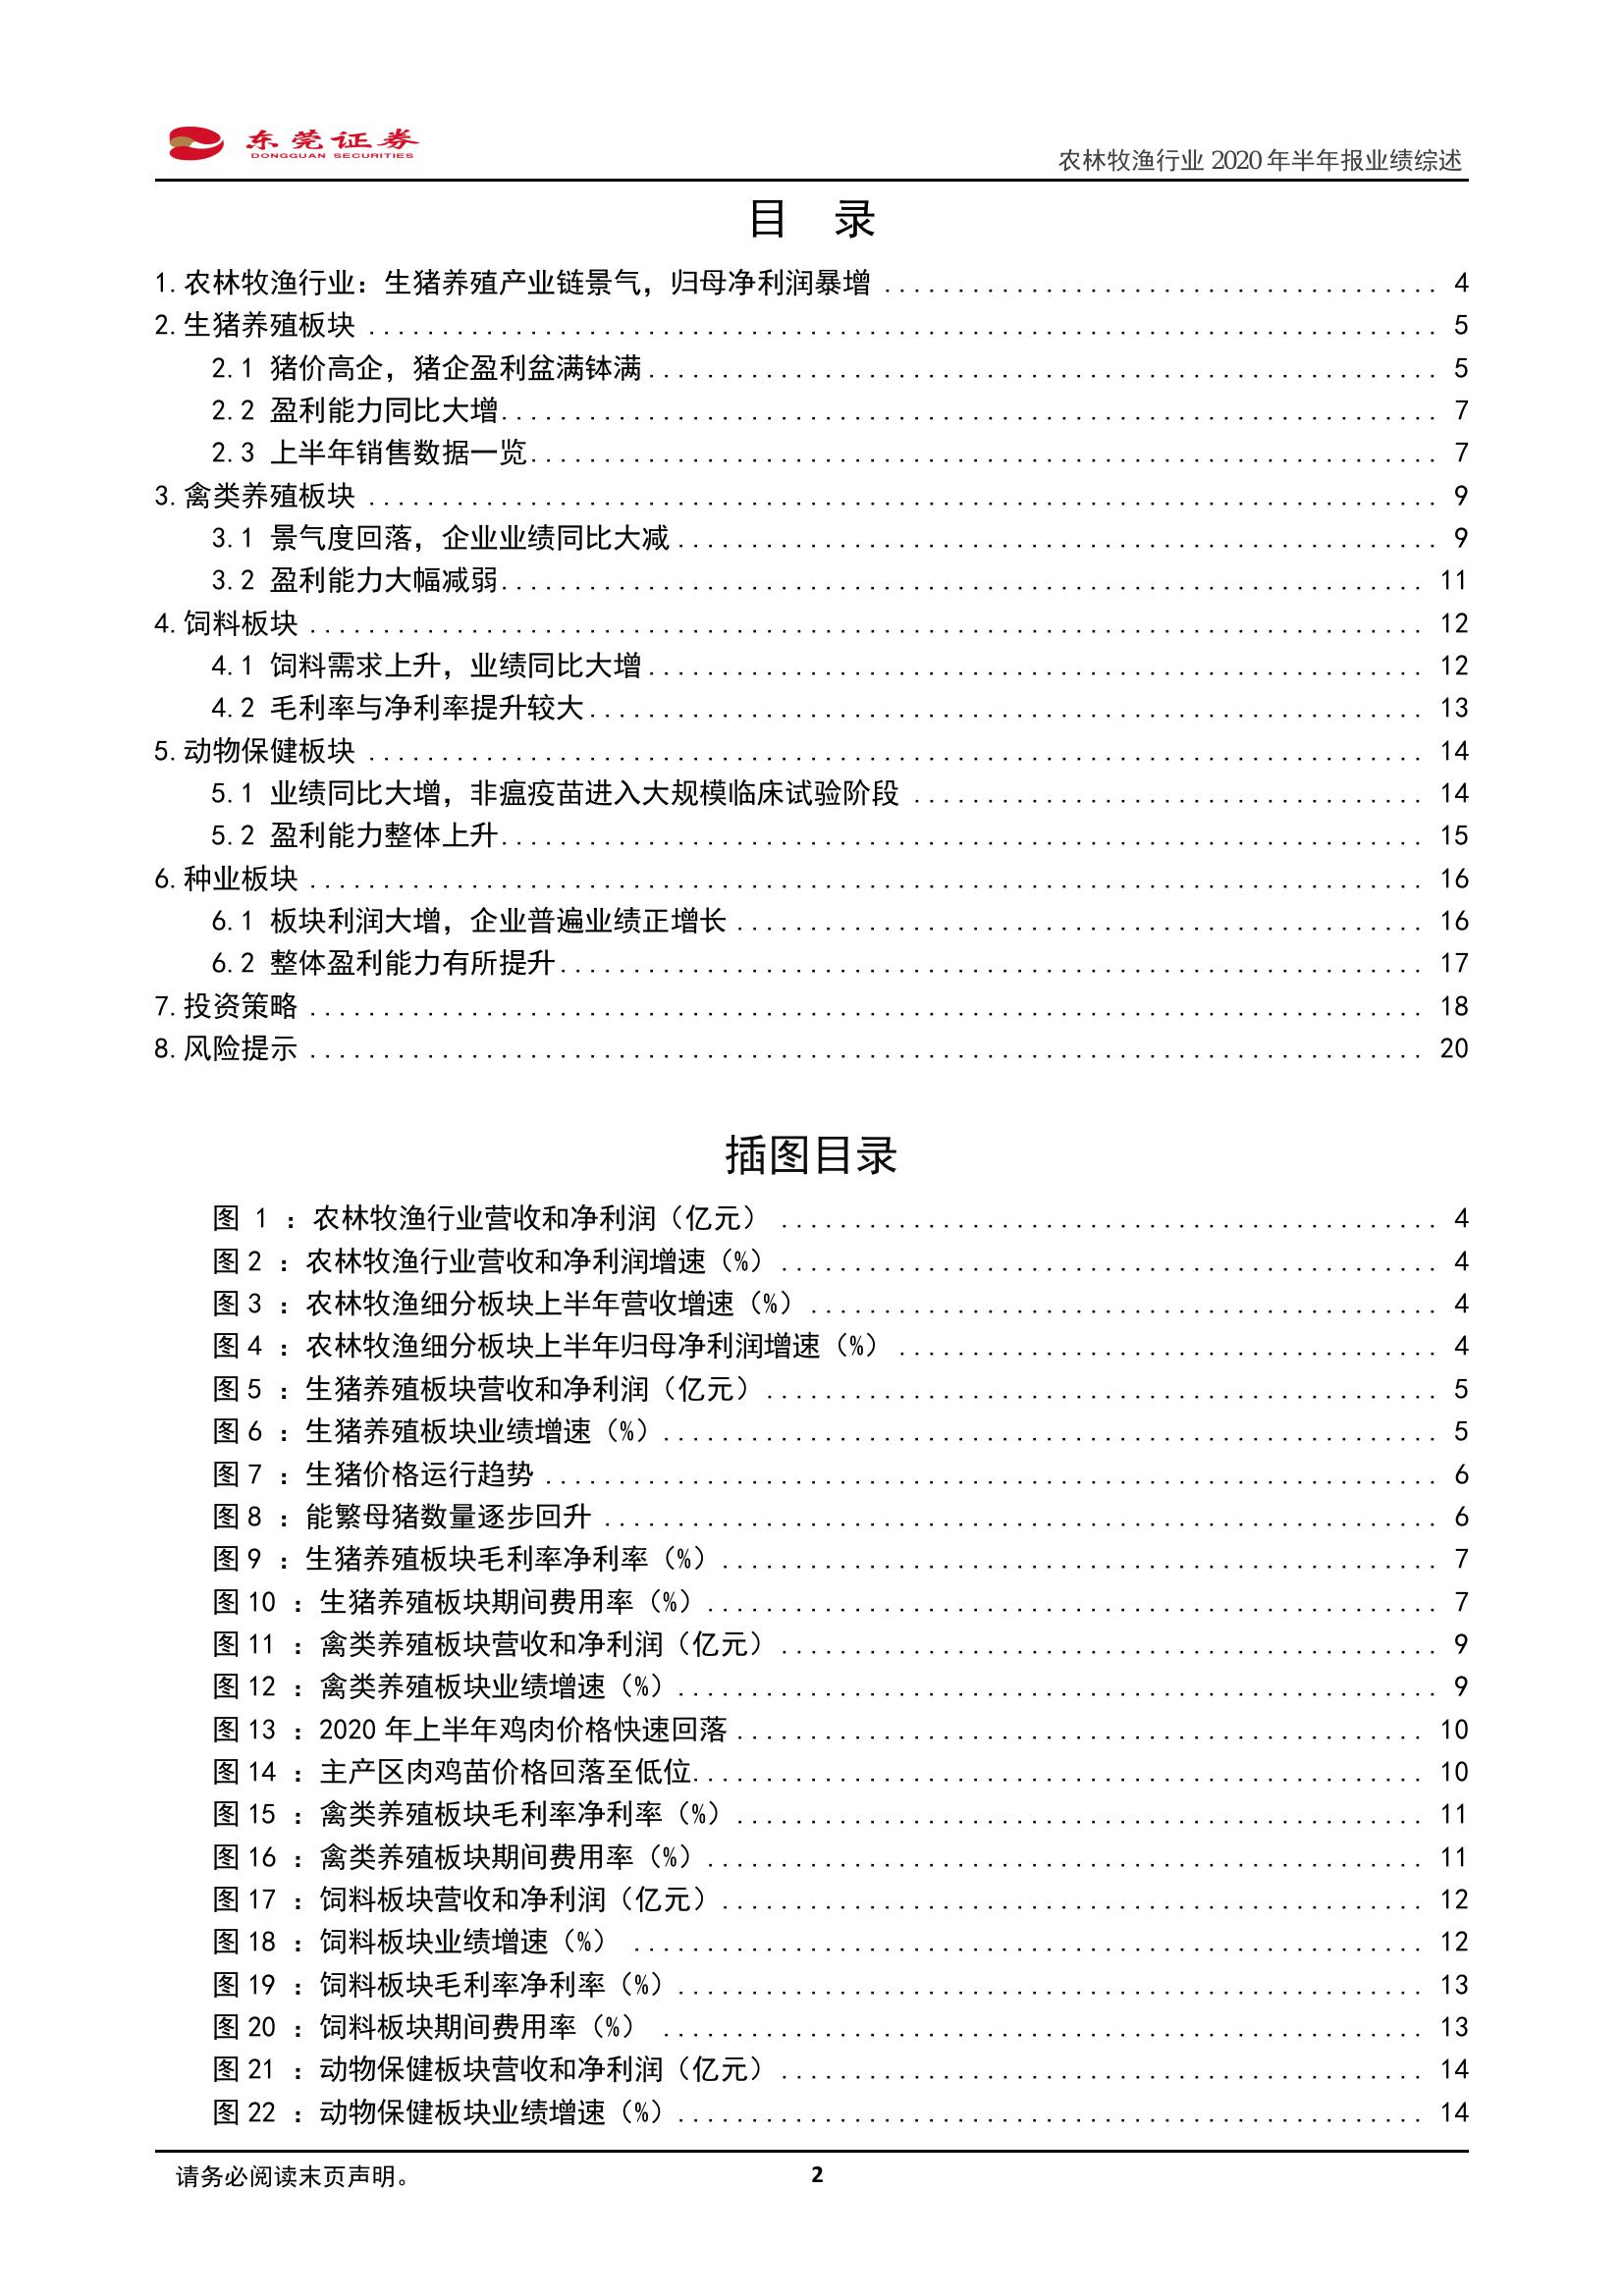 东莞证券
DONGGUAN SECURITIES
农林牧渔行业 2020 年半年报业绩综述
目 录
1.农林牧渔行业：生猪养殖产业链景气，归母净利润暴增 ........ 4
2.生猪养殖板块 ........ 5
2.1 猪价高企，猪企盈利盆满钵满........ 5
2.2 盈利能力同比大增........ 7
2.3 上半年销售数据一览........ 7
3.禽类养殖板块 ........ 9
3.1 景气度回落，企业业绩同比大减........ 9
3.2 盈利能力大幅减弱........ 11
4.饲料板块 ........ 12
4.1 饲料需求上升，业绩同比大增........ 12
4.2 毛利率与净利率提升较大........ 13
5.动物保健板块 ........ 14
5.1 业绩同比大增，非瘟疫苗进入大规模临床试验阶段 ........ 14
5.2 盈利能力整体上升........ 15
6.种业板块 ........ 16
6.1 板块利润大增，企业普遍业绩正增长 ........ 16
6.2 整体盈利能力有所提升........ 17
7.投资策略 ........ 18
8.风险提示 ........ 20
插图目录
图 1 ：农林牧渔行业营收和净利润（亿元） ........ 4
图 2 ：农林牧渔行业营收和净利润增速（%）........ 4
图 3 ：农林牧渔细分板块上半年营收增速（%）........ 4
图 4 ：农林牧渔细分板块上半年归母净利润增速（%） ........ 4
图 5 ：生猪养殖板块营收和净利润（亿元）........ 5
图 6 ：生猪养殖板块业绩增速（%）........ 5
图 7 ：生猪价格运行趋势 ........ 6
图 8 ：能繁母猪数量逐步回升 ........ 6
图 9 ：生猪养殖板块毛利率净利率（%）........ 7
图 10 ：生猪养殖板块期间费用率（%）........ 7
图 11 ：禽类养殖板块营收和净利润（亿元）........ 9
图 12 ：禽类养殖板块业绩增速（%）........ 9
图 13 ：2020 年上半年鸡肉价格快速回落 ........ 10
图 14 ：主产区肉鸡苗价格回落至低位........ 10
图 15 ：禽类养殖板块毛利率净利率（%）........ 11
图 16 ：禽类养殖板块期间费用率（%）........ 11
图 17 ：饲料板块营收和净利润（亿元）........ 12
图 18 ：饲料板块业绩增速（%） ........ 12
图 19 ：饲料板块毛利率净利率（%）........ 13
图 20 ：饲料板块期间费用率（%） ........ 13
图 21 ：动物保健板块营收和净利润（亿元）........ 14
图 22 ：动物保健板块业绩增速（%）........ 14
请务必阅读末页声明。
2